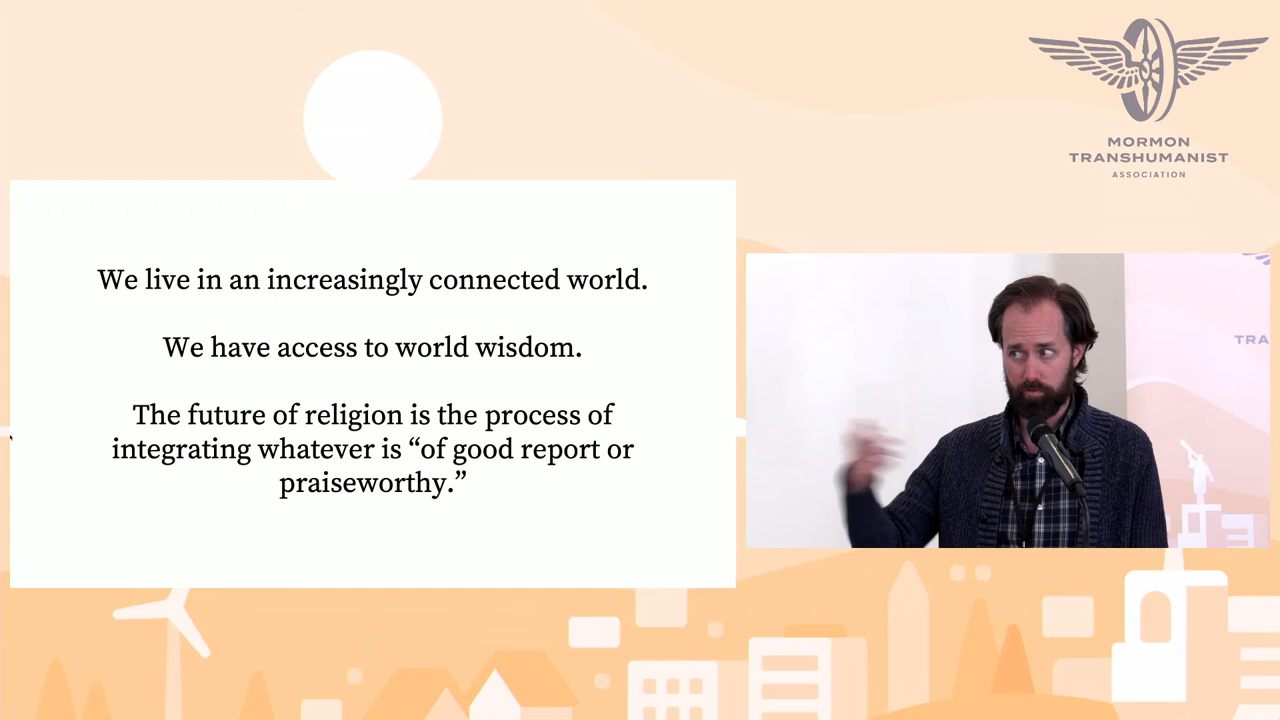 MORMON
TRANSHUMANIST
ASSOCIATION
We live in an increasingly connected world.
We have access to world wisdom.
The future of religion is the process of
integrating whatever is “of good report or
praiseworthy.”
TRA